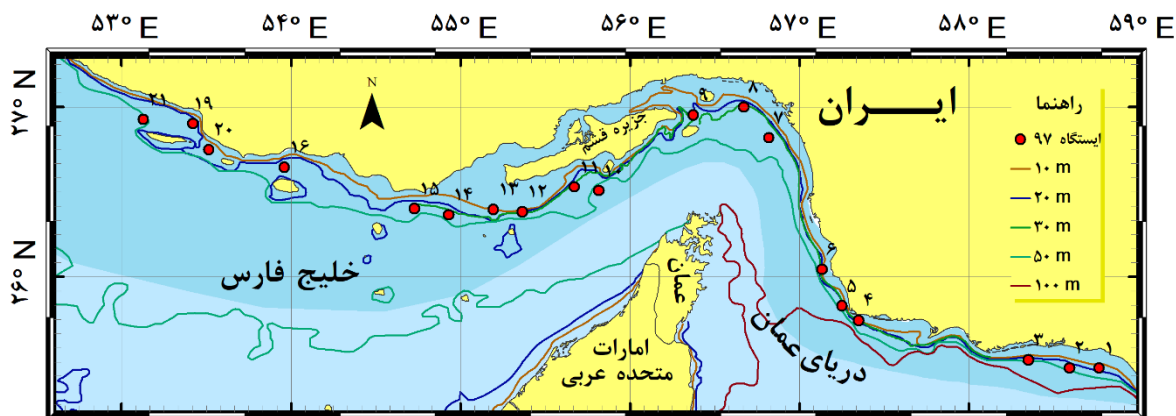 ۵۳° E ۵۴° E ۵۵° E ۵۶° E ۵۷° E ۵۸° E ۵۹° E
۲۷° N
۲۶° N
N
ایــران
راهنما
ایستگاه ۹۷
۱۰ m
۲۰ m
۳۰ m
۵۰ m
۱۰۰ m
جزیره قشم
خلیج فارس
عمان
دریای عمان
امارات
متحده عربی
۲۱
۱۹
۲۰
۱۶
۱۵
۱۴
۱۳
۱۲
۱۱
۱۰
۹
۸
۷
۶
۵
۴
۳
۲
۱